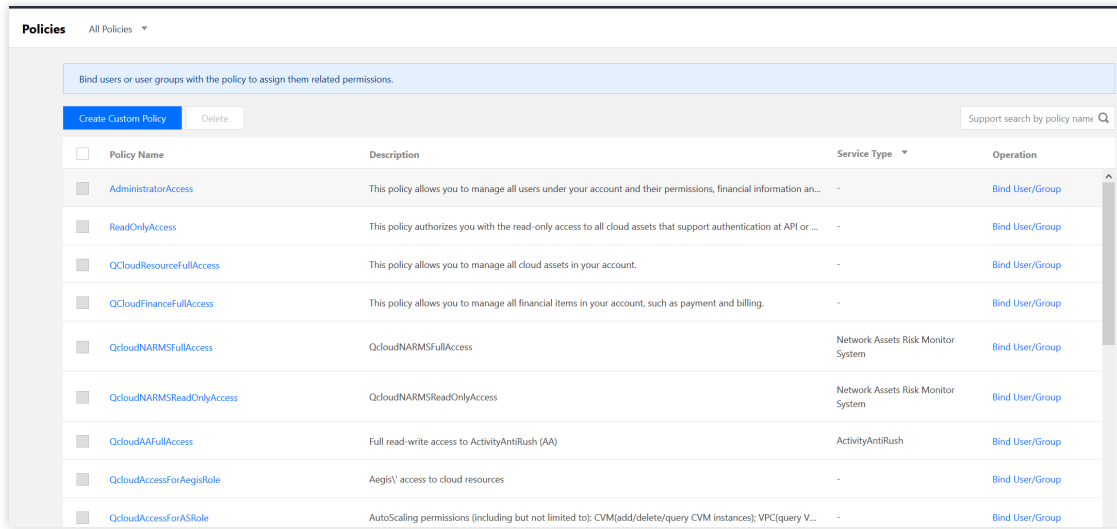 Policies All Policies
Bind users or user groups with the policy to assign them related permissions.
Create Custom Policy Delete Support search by policy name
Policy Name Description Service Type Operation
AdministratorAccess This policy allows you to manage all users under your account and their permissions, financial information an... - Bind User/Group
ReadOnlyAccess This policy authorizes you with the read-only access to all cloud assets that support authentication at API or ... - Bind User/Group
QCloudResourceFullAccess This policy allows you to manage all cloud assets in your account. - Bind User/Group
QCloudFinanceFullAccess This policy allows you to manage all financial items in your account, such as payment and billing. - Bind User/Group
QcloudNARMSFullAccess QcloudNARMSFullAccess Network Assets Risk Monitor
System Bind User/Group
QcloudNARMSReadOnlyAccess QcloudNARMSReadOnlyAccess Network Assets Risk Monitor
System Bind User/Group
QcloudAAFullAccess Full read-write access to ActivityAntiRush (AA) ActivityAntiRush Bind User/Group
QcloudAccessForAegisRole Aegis\' access to cloud resources - Bind User/Group
QcloudAccessForASRole AutoScaling permissions (including but not limited to): CVM(add/delete/query CVM instances); VPC(query V... - Bind User/Group